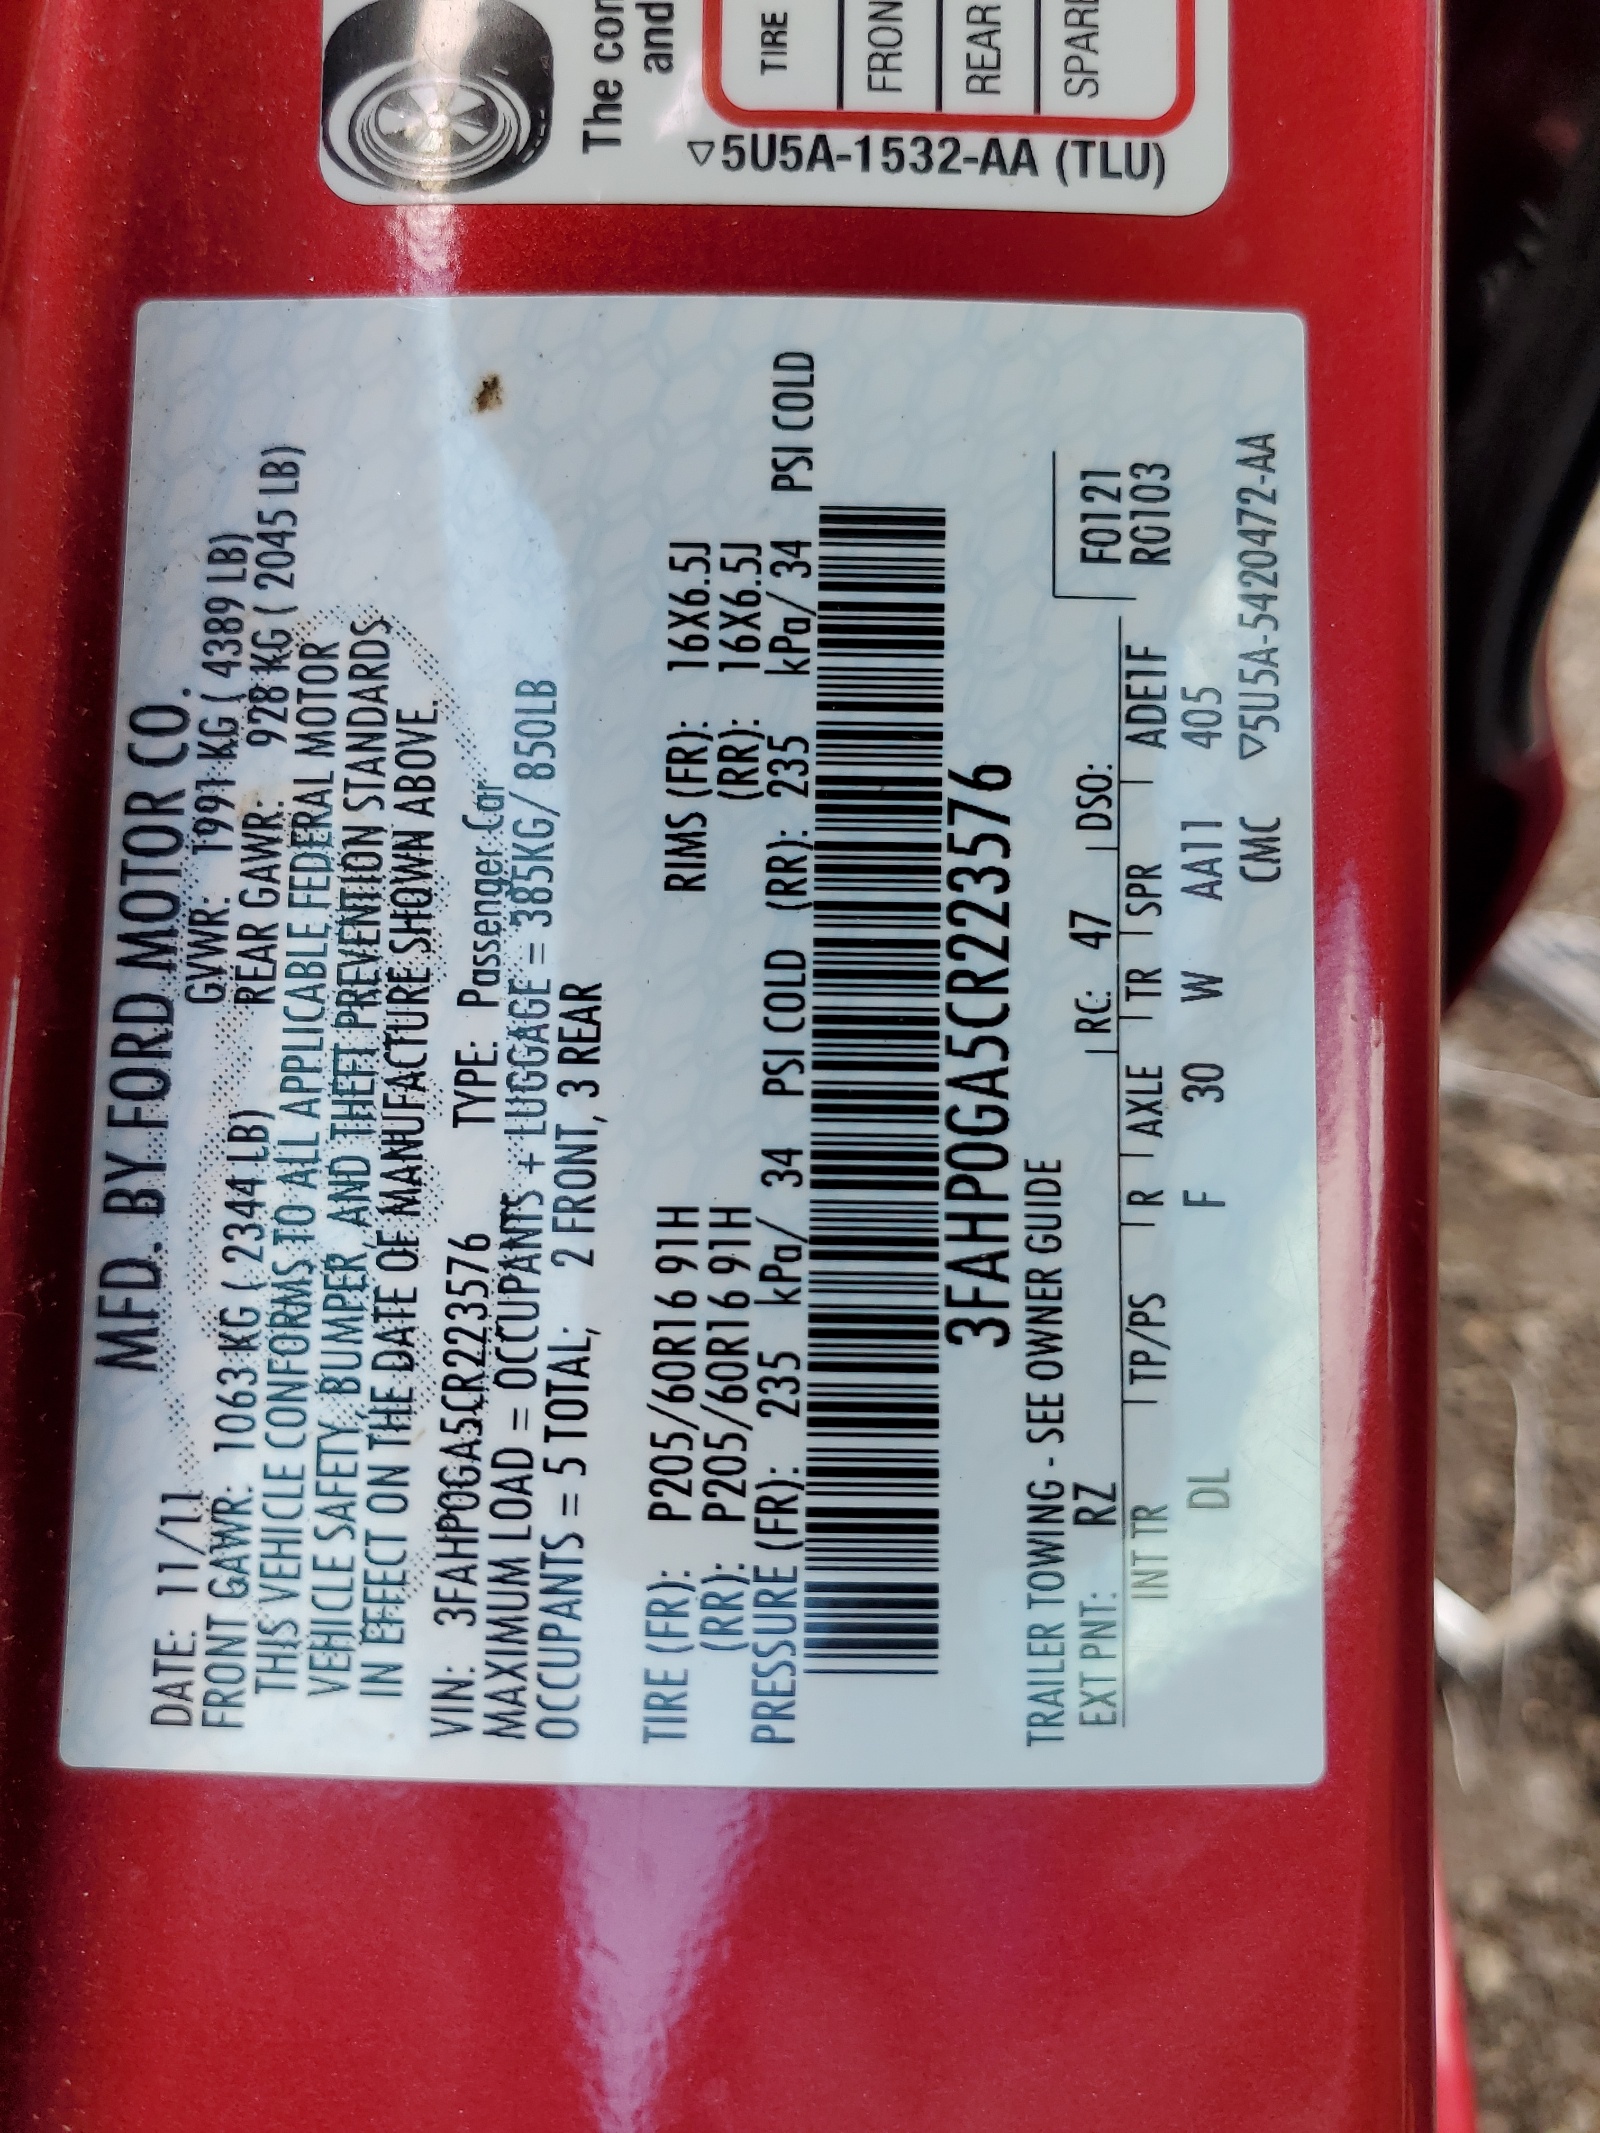 MFD. BY FORD MOTOR CO.
DATE: 11/11 GVWR: 1991 KG ( 4389 LB)
FRONT GAWR: 1063 KG ( 2344 LB) REAR GAWR: 928 KG ( 2045 LB)
THIS VEHICLE CONFORMS TO ALL APPLICABLE FEDERAL MOTOR
VEHICLE SAFETY, BUMPER, AND THEFT PREVENTION STANDARDS
IN EFFECT ON THE DATE OF MANUFACTURE SHOWN ABOVE.
VIN: 3FAHP0GA5CR223576 TYPE: Passenger Car
MAXIMUM LOAD = OCCUPANTS + LUGGAGE = 385KG/ 850LB
OCCUPANTS = 5 TOTAL; 2 FRONT, 3 REAR
TIRE (FR): P205/60R16 91H RIMS (FR): 16X6.5J
(RR): P205/60R16 91H (RR): 16X6.5J
PRESSURE (FR): 235 kPa/ 34 PSI COLD (RR): 235 kPa/ 34 PSI COLD
3FAHP0GA5CR223576
TRAILER TOWING - SEE OWNER GUIDE
EXT PNT: RZ RC: 47 DSO: F0121
INT TR TP/PS R AXLE TR SPR ADE1F RG103
DL F 30 W AA11 405
CMC ▽5U5A-5420472-AA
The
and
TIRE
FRON
REAR
SPAR
▽5U5A-1532-AA (TLU)